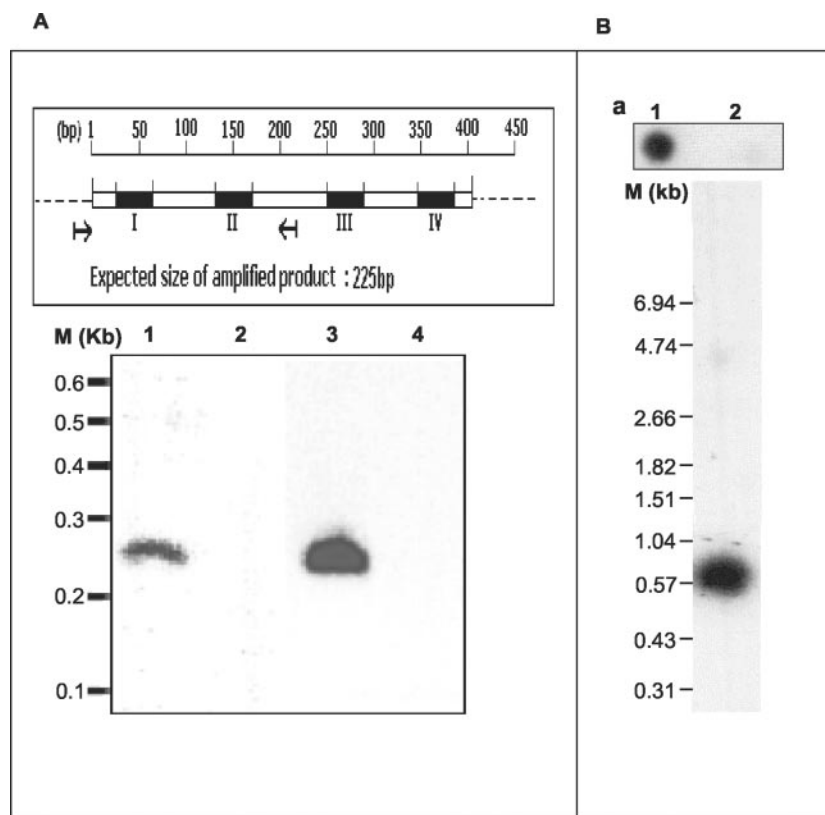 A
(bp) 1 50 100 150 200 250 300 350 400 450
I II III IV
Expected size of amplified product : 225bp
M (Kb) 1 2 3 4
0.6
0.5
0.4
0.3
0.2
0.1
B
a 1 2
M (kb)
6.94
4.74
2.66
1.82
1.51
1.04
0.57
0.43
0.31